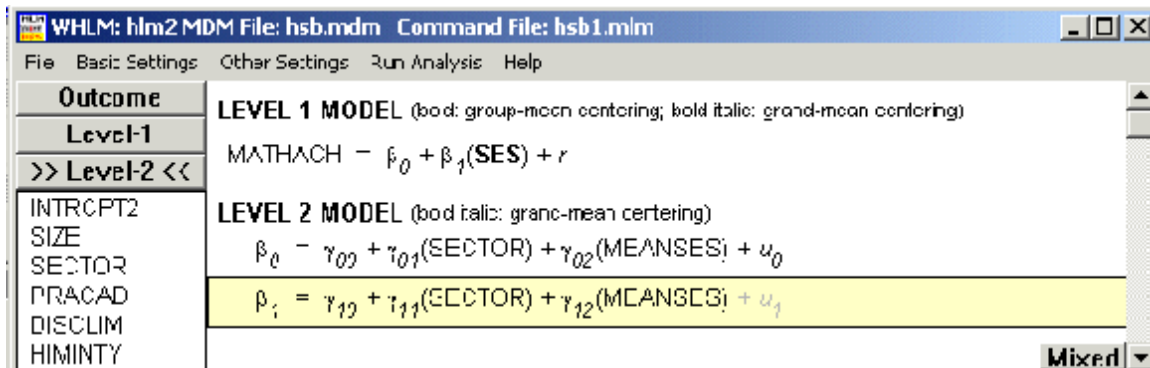 WHLM: hlm2 MDM File: hsb.mdm Command File: hsb1.mlm
File Basic Settings Other Settings Run Analysis Help
Outcome
Level-1
>> Level-2 <<
INTRCPT2
SIZE
SECTOR
PRACAD
DISCLIM
HIMINTY
LEVEL 1 MODEL (bold: group-mean centering; bold italic: grand-mean centering)
MATHACH = β0 + β1(SES) + r
LEVEL 2 MODEL (bold italic: grand-mean centering)
β0 = γ00 + γ01(SECTOR) + γ02(MEANSES) + u0
β1 = γ10 + γ11(SECTOR) + γ12(MEANSES) + u1
Mixed